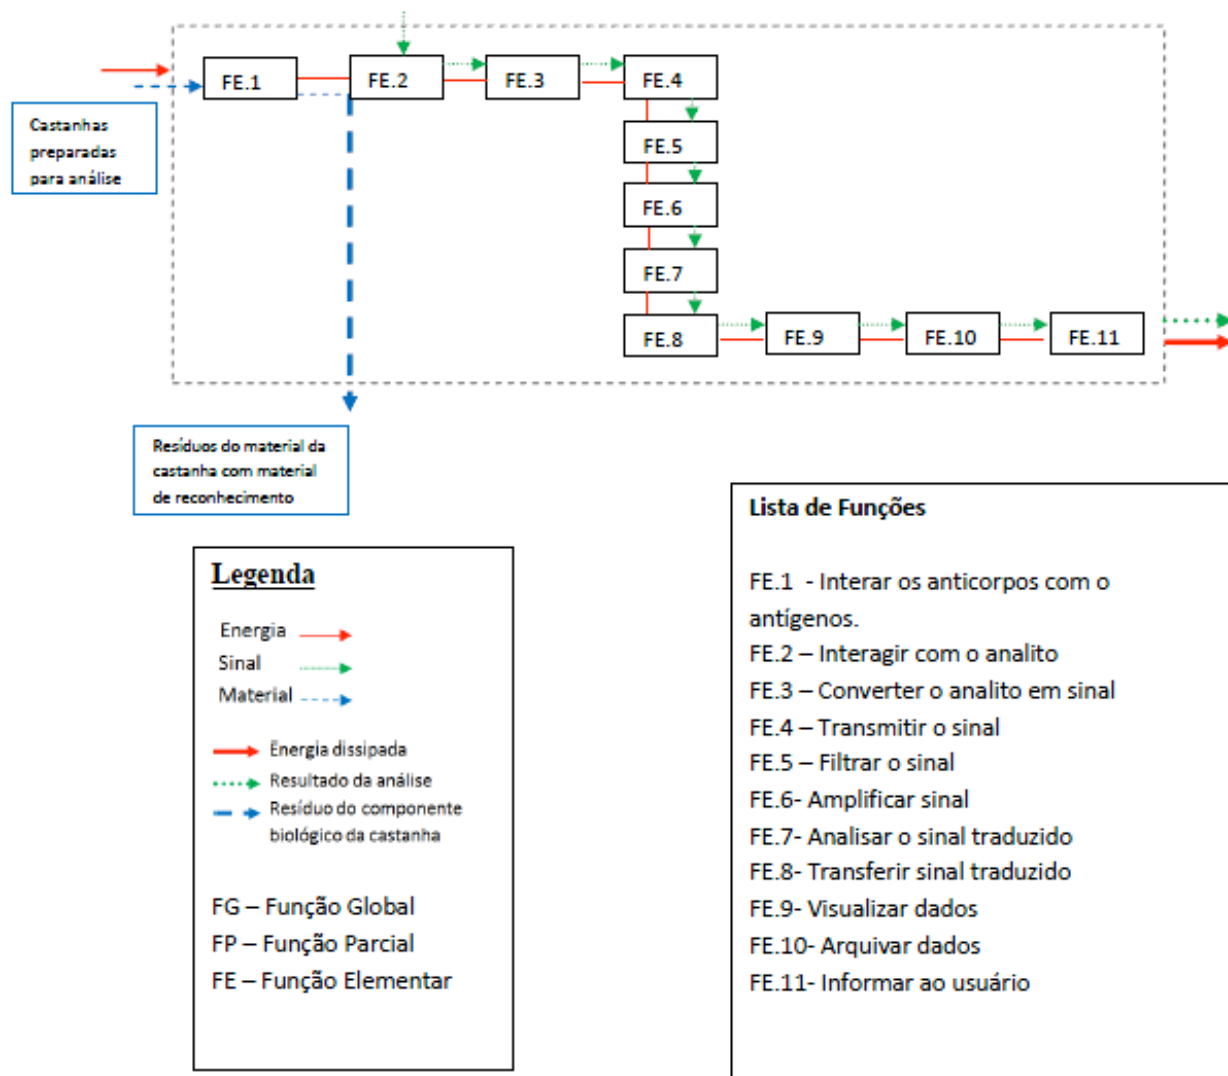 FE.1
FE.2
FE.3
FE.4
Castanhas
preparadas
para análise
FE.5
FE.6
FE.7
FE.8
FE.9
FE.10
FE.11
Resíduos do material da
castanha com material
de reconhecimento
Legenda
Energia
Sinal
Material
Energia dissipada
Resultado da análise
Resíduo do componente
biológico da castanha
FG – Função Global
FP – Função Parcial
FE – Função Elementar
Lista de Funções
FE.1 - Interar os anticorpos com o
antígenos.
FE.2 – Interagir com o analito
FE.3 – Converter o analito em sinal
FE.4 – Transmitir o sinal
FE.5 – Filtrar o sinal
FE.6- Amplificar sinal
FE.7- Analisar o sinal traduzido
FE.8- Transferir sinal traduzido
FE.9- Visualizar dados
FE.10- Arquivar dados
FE.11- Informar ao usuário